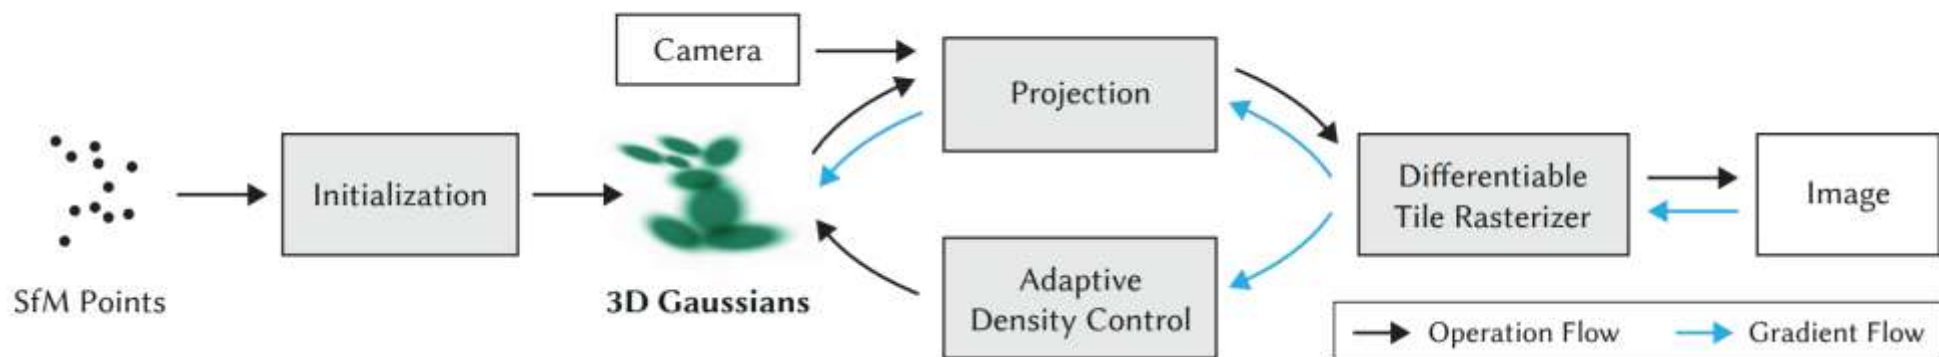 Camera
Projection
Initialization
Differentiable
Tile Rasterizer
Image
SfM Points
3D Gaussians
Adaptive
Density Control
Operation Flow
Gradient Flow